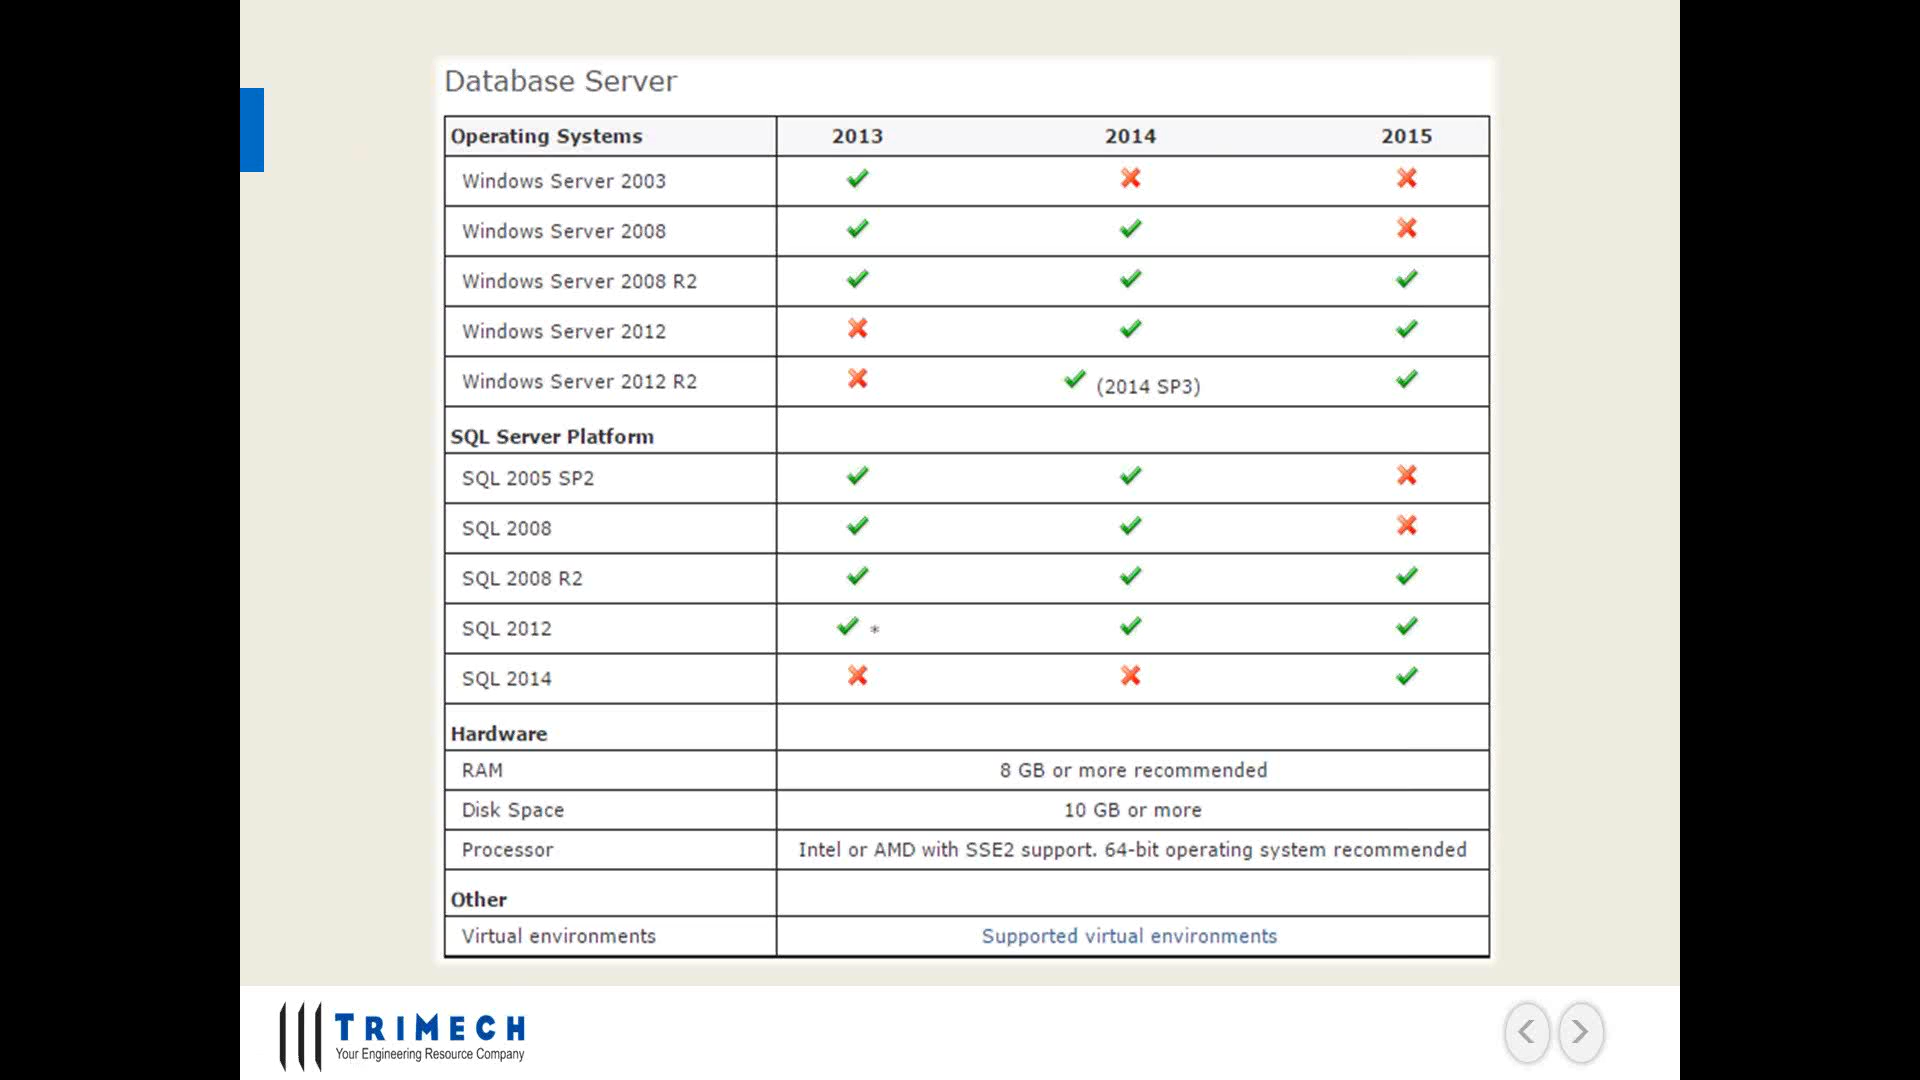 Database Server
Operating Systems 2013 2014 2015
Windows Server 2003
Windows Server 2008
Windows Server 2008 R2
Windows Server 2012
Windows Server 2012 R2 (2014 SP3)
SQL Server Platform
SQL 2005 SP2
SQL 2008
SQL 2008 R2
SQL 2012 *
SQL 2014
Hardware
RAM 8 GB or more recommended
Disk Space 10 GB or more
Processor Intel or AMD with SSE2 support. 64-bit operating system recommended
Other
Virtual environments Supported virtual environments
TRIMECH
Your Engineering Resource Company